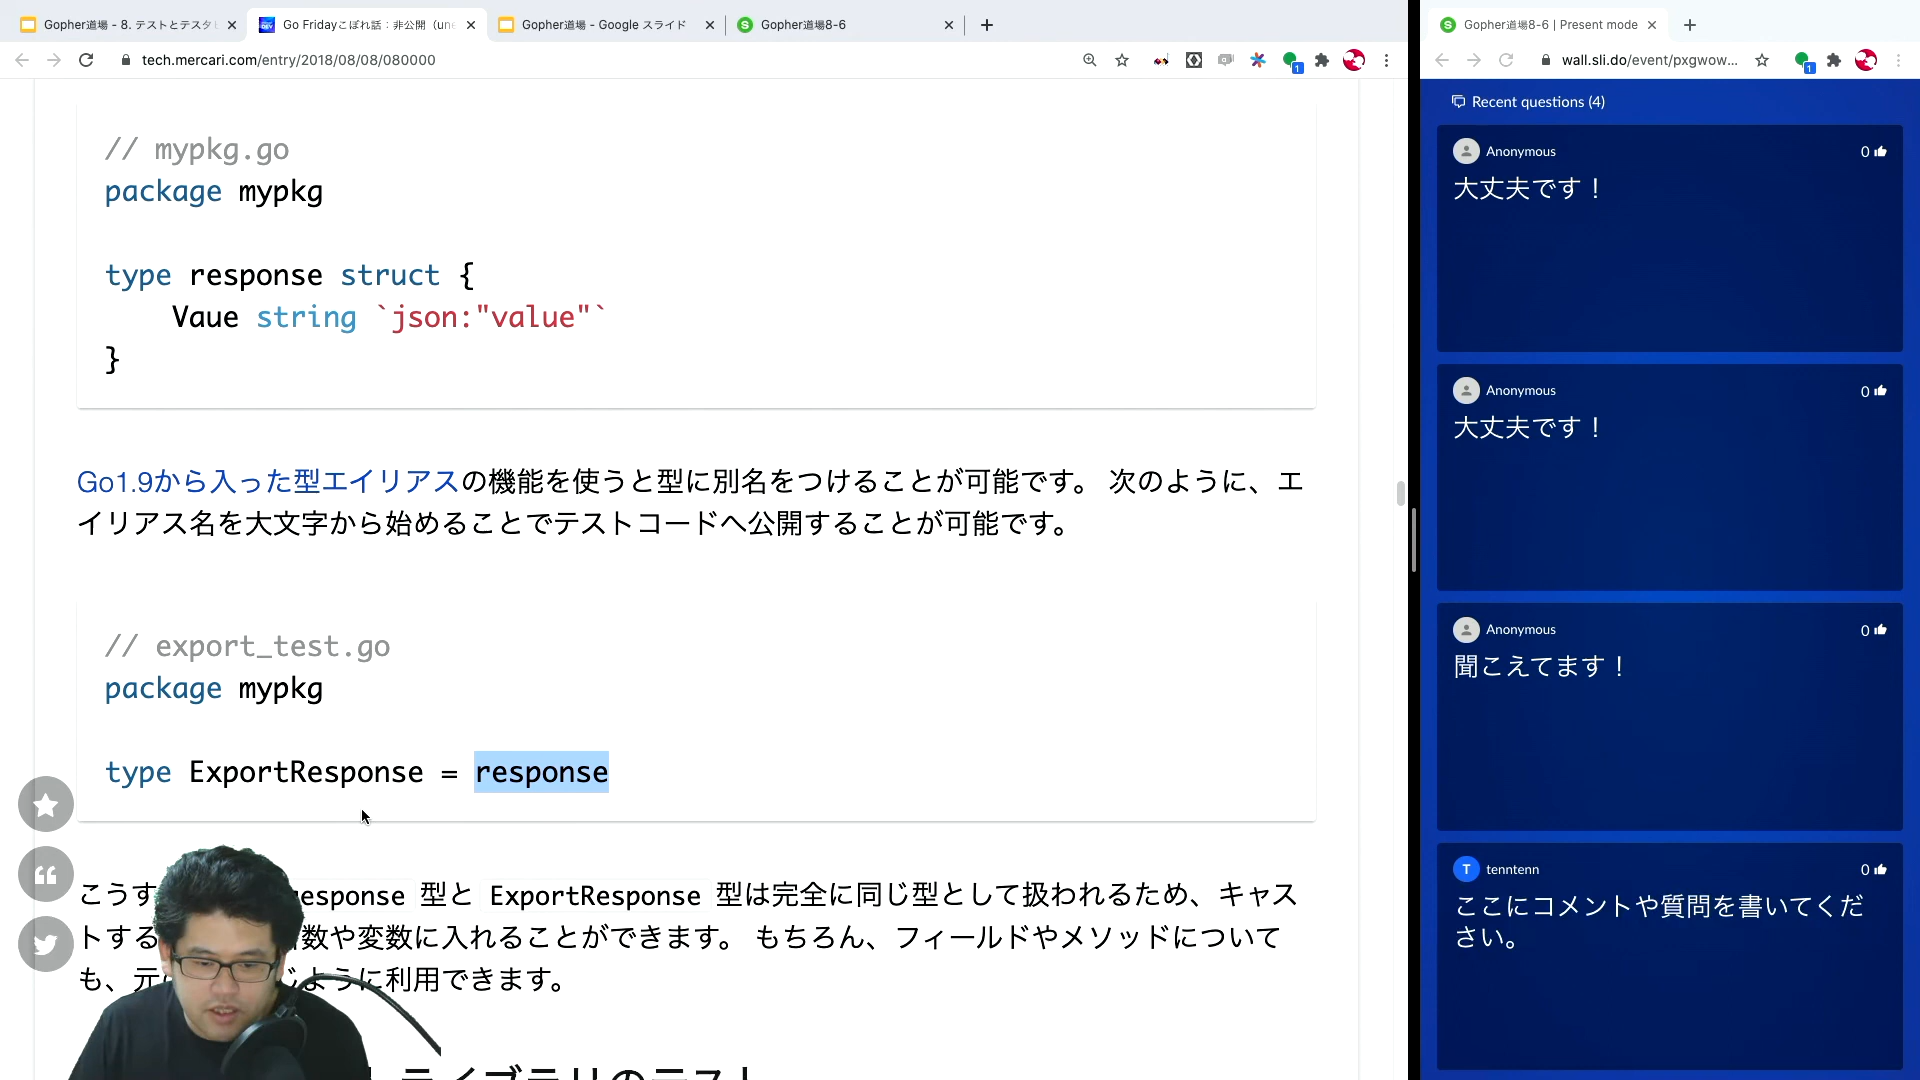 Gopher道場 - 8. テストとテスタビ
Go Fridayこぼれ話：非公開（une
Gopher道場 - Google スライド
Gopher道場8-6
tech.mercari.com/entry/2018/08/08/080000
// mypkg.go
package mypkg
type response struct {
Vaue string `json:"value"`
}
Go1.9から入った型エイリアスの機能を使うと型に別名をつけることが可能です。 次のように、エ
イリアス名を大文字から始めることでテストコードへ公開することが可能です。
// export_test.go
package mypkg
type ExportResponse = response
こうす esponse 型と ExportResponse 型は完全に同じ型として扱われるため、キャス
トする 数や変数に入れることができます。 もちろん、フィールドやメソッドについて
も、元 じように利用できます。
ライブラリのテスト
Gopher道場8-6 | Present mode
wall.sli.do/event/pxgwow...
1
1
Recent questions (4)
Anonymous
0
大丈夫です！
Anonymous
0
大丈夫です！
Anonymous
0
聞こえてます！
T
tenntenn
0
ここにコメントや質問を書いてくだ
さい。